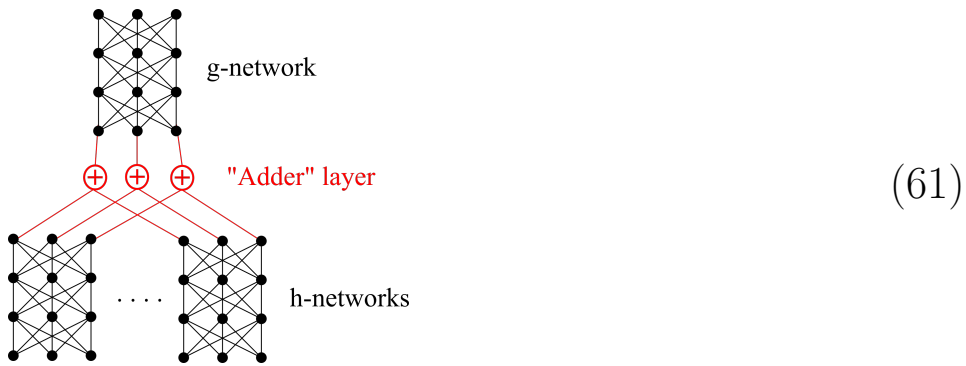 g-network
"Adder" layer
(61)
. . . .
h-networks